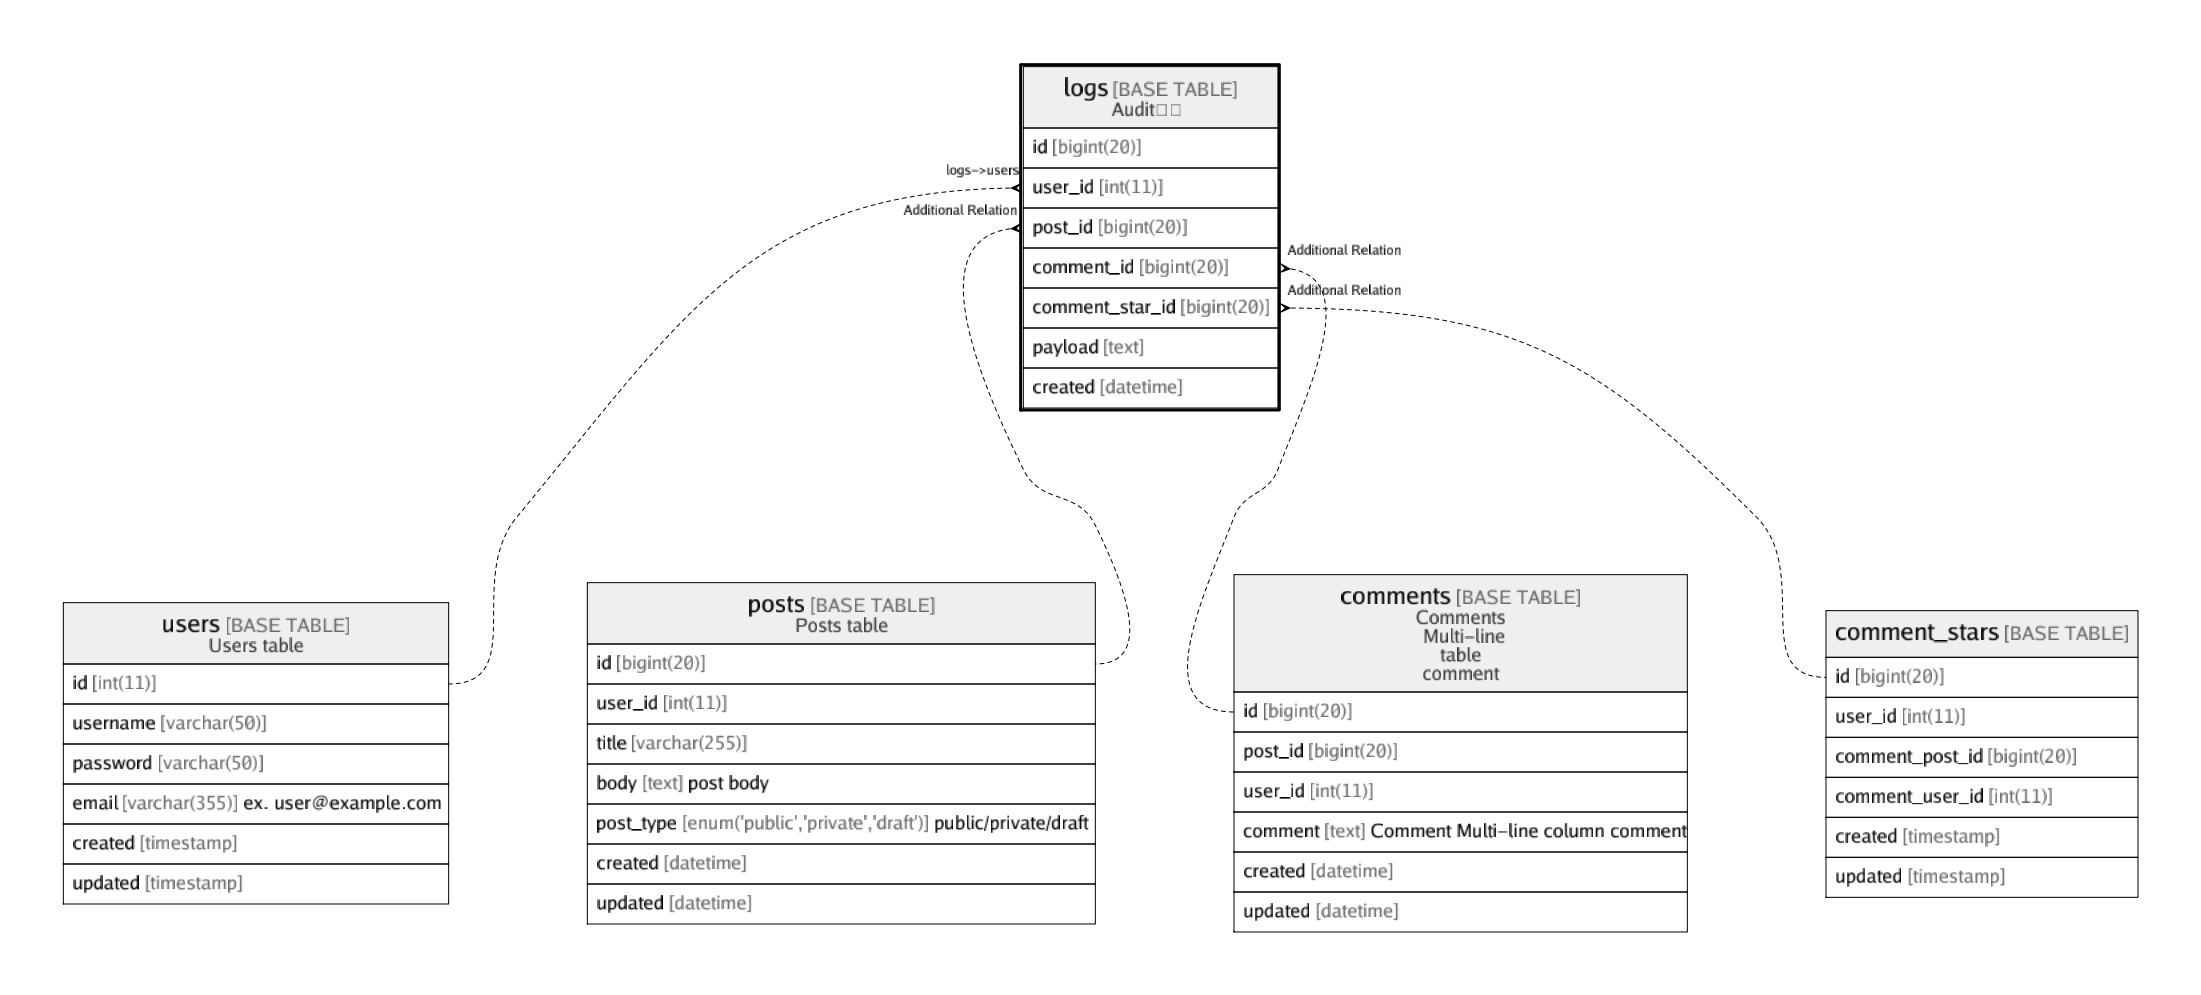 logs [BASE TABLE]
Audit
id [bigint(20)]
logs->users
user_id [int(11)]
Additional Relation
post_id [bigint(20)]
Additional Relation
comment_id [bigint(20)]
Additional Relation
comment_star_id [bigint(20)]
payload [text]
created [datetime]
users [BASE TABLE]
Users table
id [int(11)]
username [varchar(50)]
password [varchar(50)]
email [varchar(355)] ex. user@example.com
created [timestamp]
updated [timestamp]
posts [BASE TABLE]
Posts table
id [bigint(20)]
user_id [int(11)]
title [varchar(255)]
body [text] post body
post_type [enum('public','private','draft')] public/private/draft
created [datetime]
updated [datetime]
comments [BASE TABLE]
Comments
Multi-line
table
comment
id [bigint(20)]
post_id [bigint(20)]
user_id [int(11)]
comment [text] Comment Multi-line column comment
created [datetime]
updated [datetime]
comment_stars [BASE TABLE]
id [bigint(20)]
user_id [int(11)]
comment_post_id [bigint(20)]
comment_user_id [int(11)]
created [timestamp]
updated [timestamp]